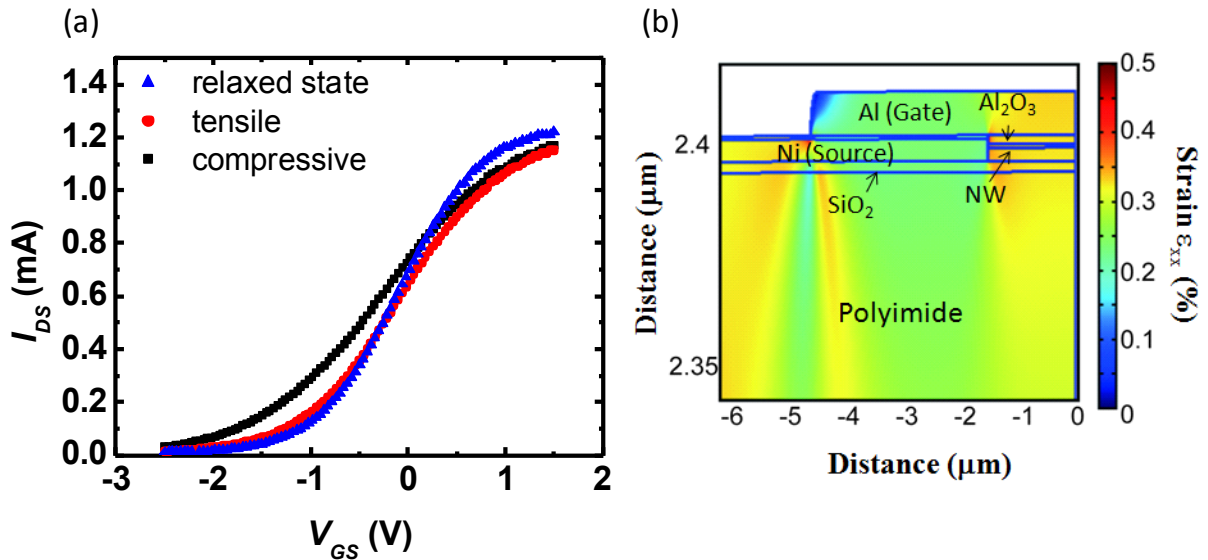 (a)
(b)
relaxed state
tensile
compressive
1.4
1.2
1.0
0.8
0.6
0.4
0.2
0.0
I_DS (mA)
-3
-2
-1
0
1
2
V_GS (V)
Al (Gate)
Al₂O₃
Ni (Source)
SiO₂
NW
Polyimide
2.4
2.35
Distance (μm)
-6
-5
-4
-3
-2
-1
0
Distance (μm)
0.5
0.4
0.3
0.2
0.1
0
Strain ε_xx (%)